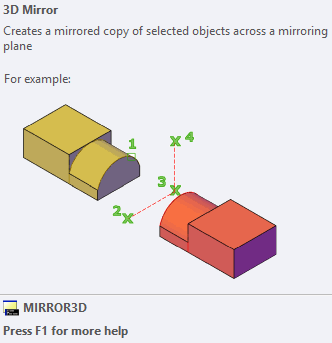 3D Mirror
Creates a mirrored copy of selected objects across a mirroring
plane
For example:
1
4
3
2
MIRROR3D
Press F1 for more help